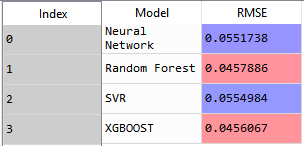 Index Model RMSE
0 Neural Network 0.0551738
1 Random Forest 0.0457886
2 SVR 0.0554984
3 XGBOOST 0.0456067